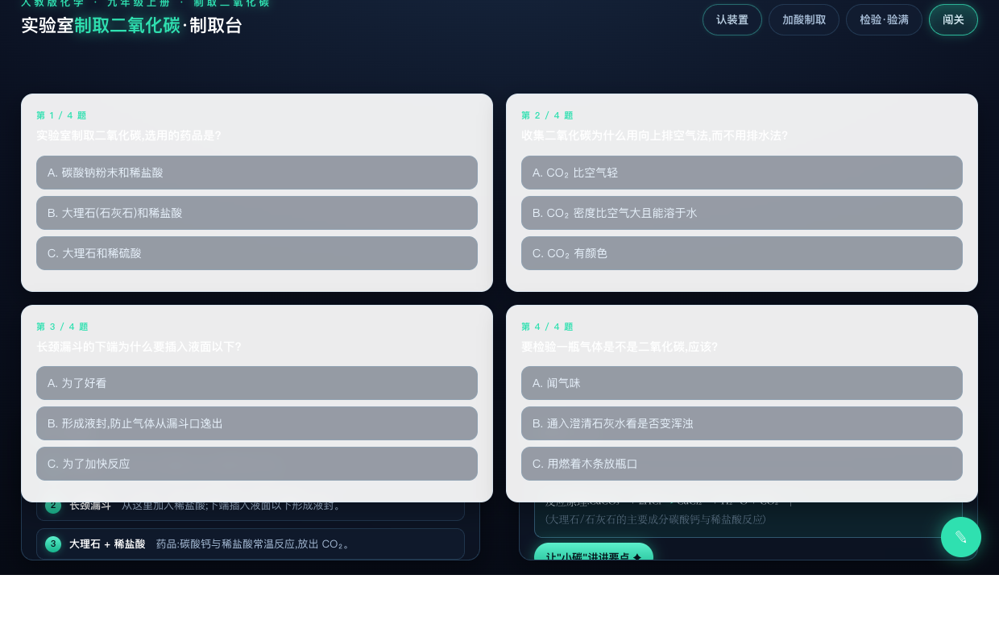 人教版化学 · 九年级上册 · 制取二氧化碳
实验室制取二氧化碳·制取台
认装置
加酸制取
检验·验满
闯关
第 1 / 4 题
实验室制取二氧化碳,选用的药品是?
A. 碳酸钠粉末和稀盐酸
B. 大理石(石灰石)和稀盐酸
C. 大理石和稀硫酸
第 2 / 4 题
收集二氧化碳为什么用向上排空气法,而不用排水法?
A. CO₂ 比空气轻
B. CO₂ 密度比空气大且能溶于水
C. CO₂ 有颜色
第 3 / 4 题
长颈漏斗的下端为什么要插入液面以下?
A. 为了好看
B. 形成液封,防止气体从漏斗口逸出
C. 为了加快反应
第 4 / 4 题
要检验一瓶气体是不是二氧化碳,应该?
A. 闻气味
B. 通入澄清石灰水看是否变浑浊
C. 用燃着木条放瓶口
2 长颈漏斗 从这里加入稀盐酸;下端插入液面以下形成液封。
3 大理石 + 稀盐酸 药品:碳酸钙与稀盐酸常温反应,放出 CO₂。
(大理石/石灰石的主要成分碳酸钙与稀盐酸反应)
让"小碳"讲讲要点 ✦
✎